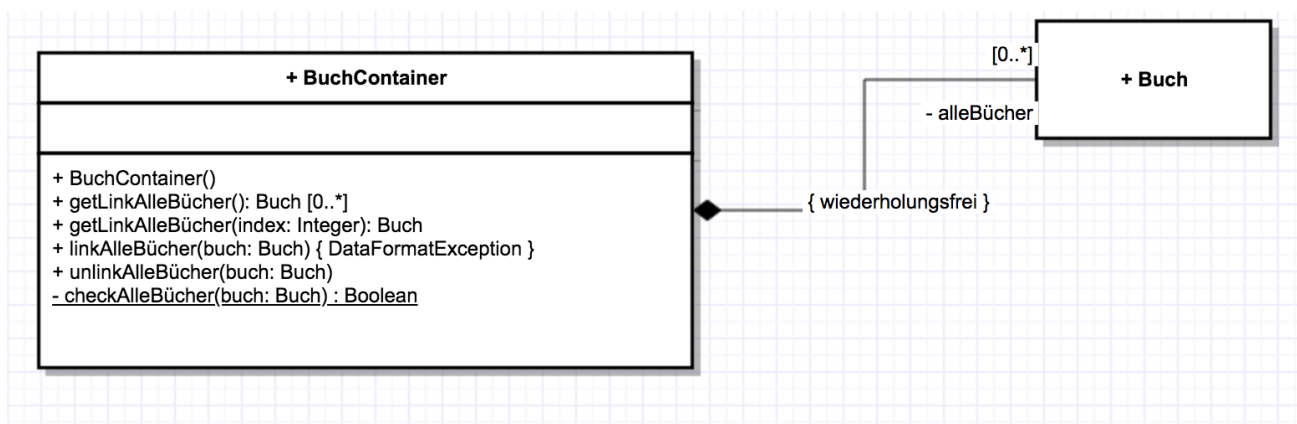 + BuchContainer
+ BuchContainer()
+ getLinkAlleBücher(): Buch [0..*]
+ getLinkAlleBücher(index: Integer): Buch
+ linkAlleBücher(buch: Buch) { DataFormatException }
+ unlinkAlleBücher(buch: Buch)
- checkAlleBücher(buch: Buch) : Boolean
{ wiederholungsfrei }
[0..*]
- alleBücher
+ Buch